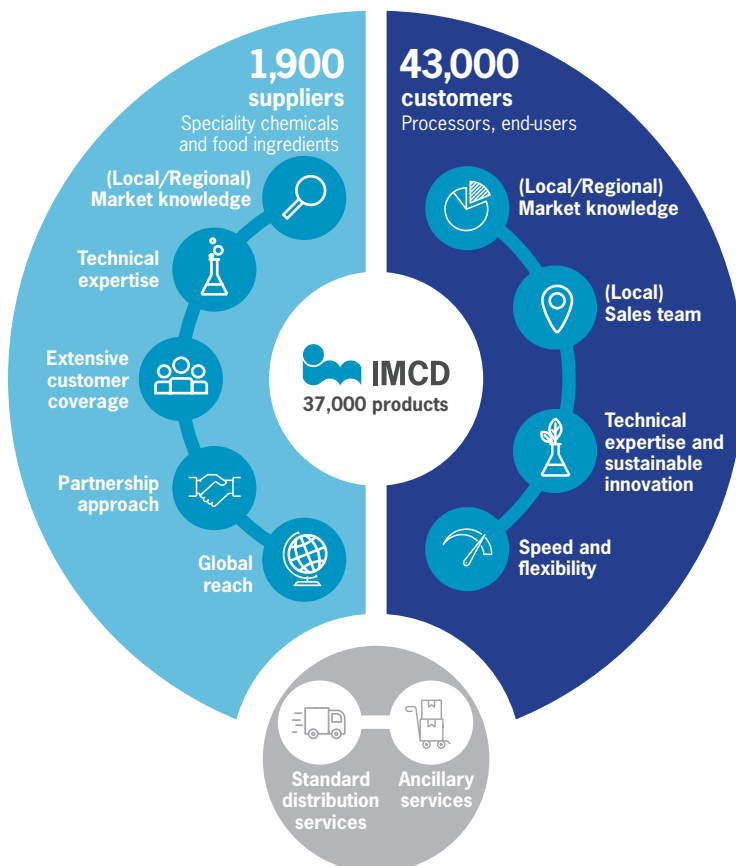 1,900
suppliers
Speciality chemicals
and food ingredients
(Local/Regional)
Market knowledge
Technical
expertise
Extensive
customer
coverage
Partnership
approach
Global
reach
43,000
customers
Processors, end-users
(Local/Regional)
Market knowledge
(Local)
Sales team
Technical
expertise and
sustainable
innovation
Speed and
flexibility
IMCD
37,000 products
Standard
distribution
services
Ancillary
services